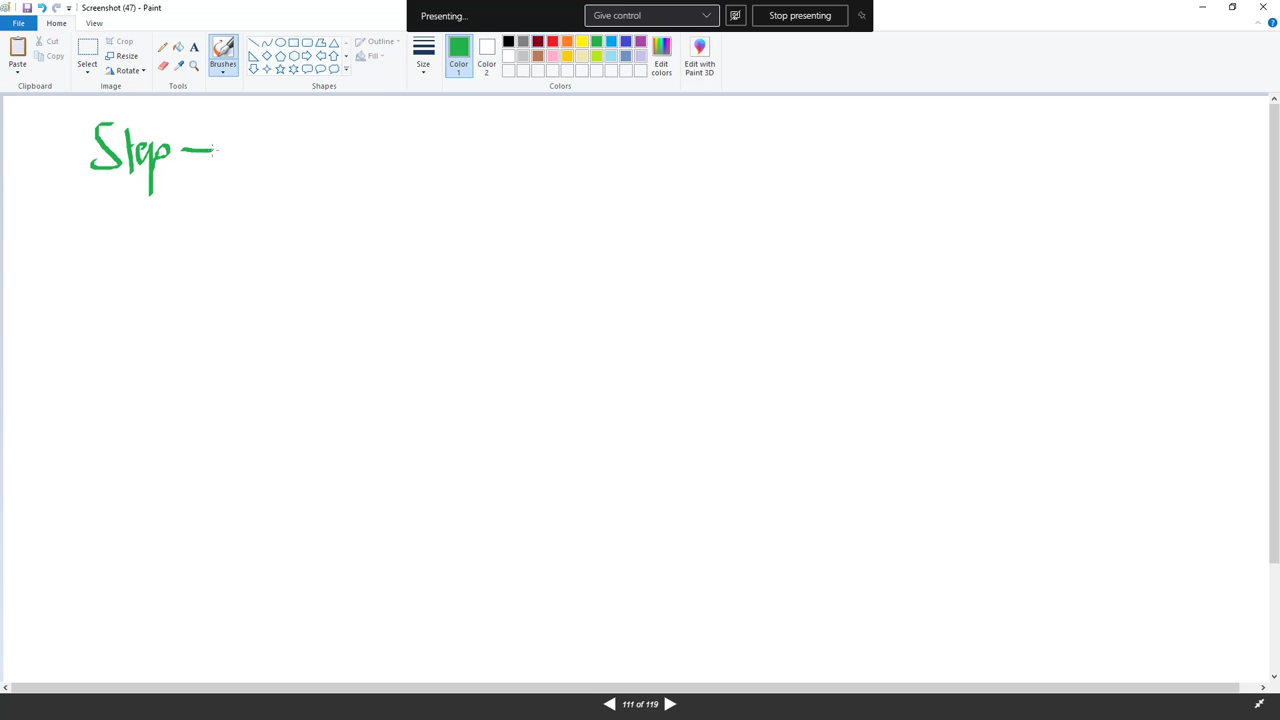 Screenshot (47) - Paint
Presenting...
Give control
Stop presenting
File
Home
View
Paste
Cut
Copy
Clipboard
Select
Crop
Resize
Rotate
Image
Tools
Brushes
Outline
Fill
Shapes
Size
Color 1
Color 2
Edit colors
Colors
Edit with Paint 3D
Step —
111 of 119